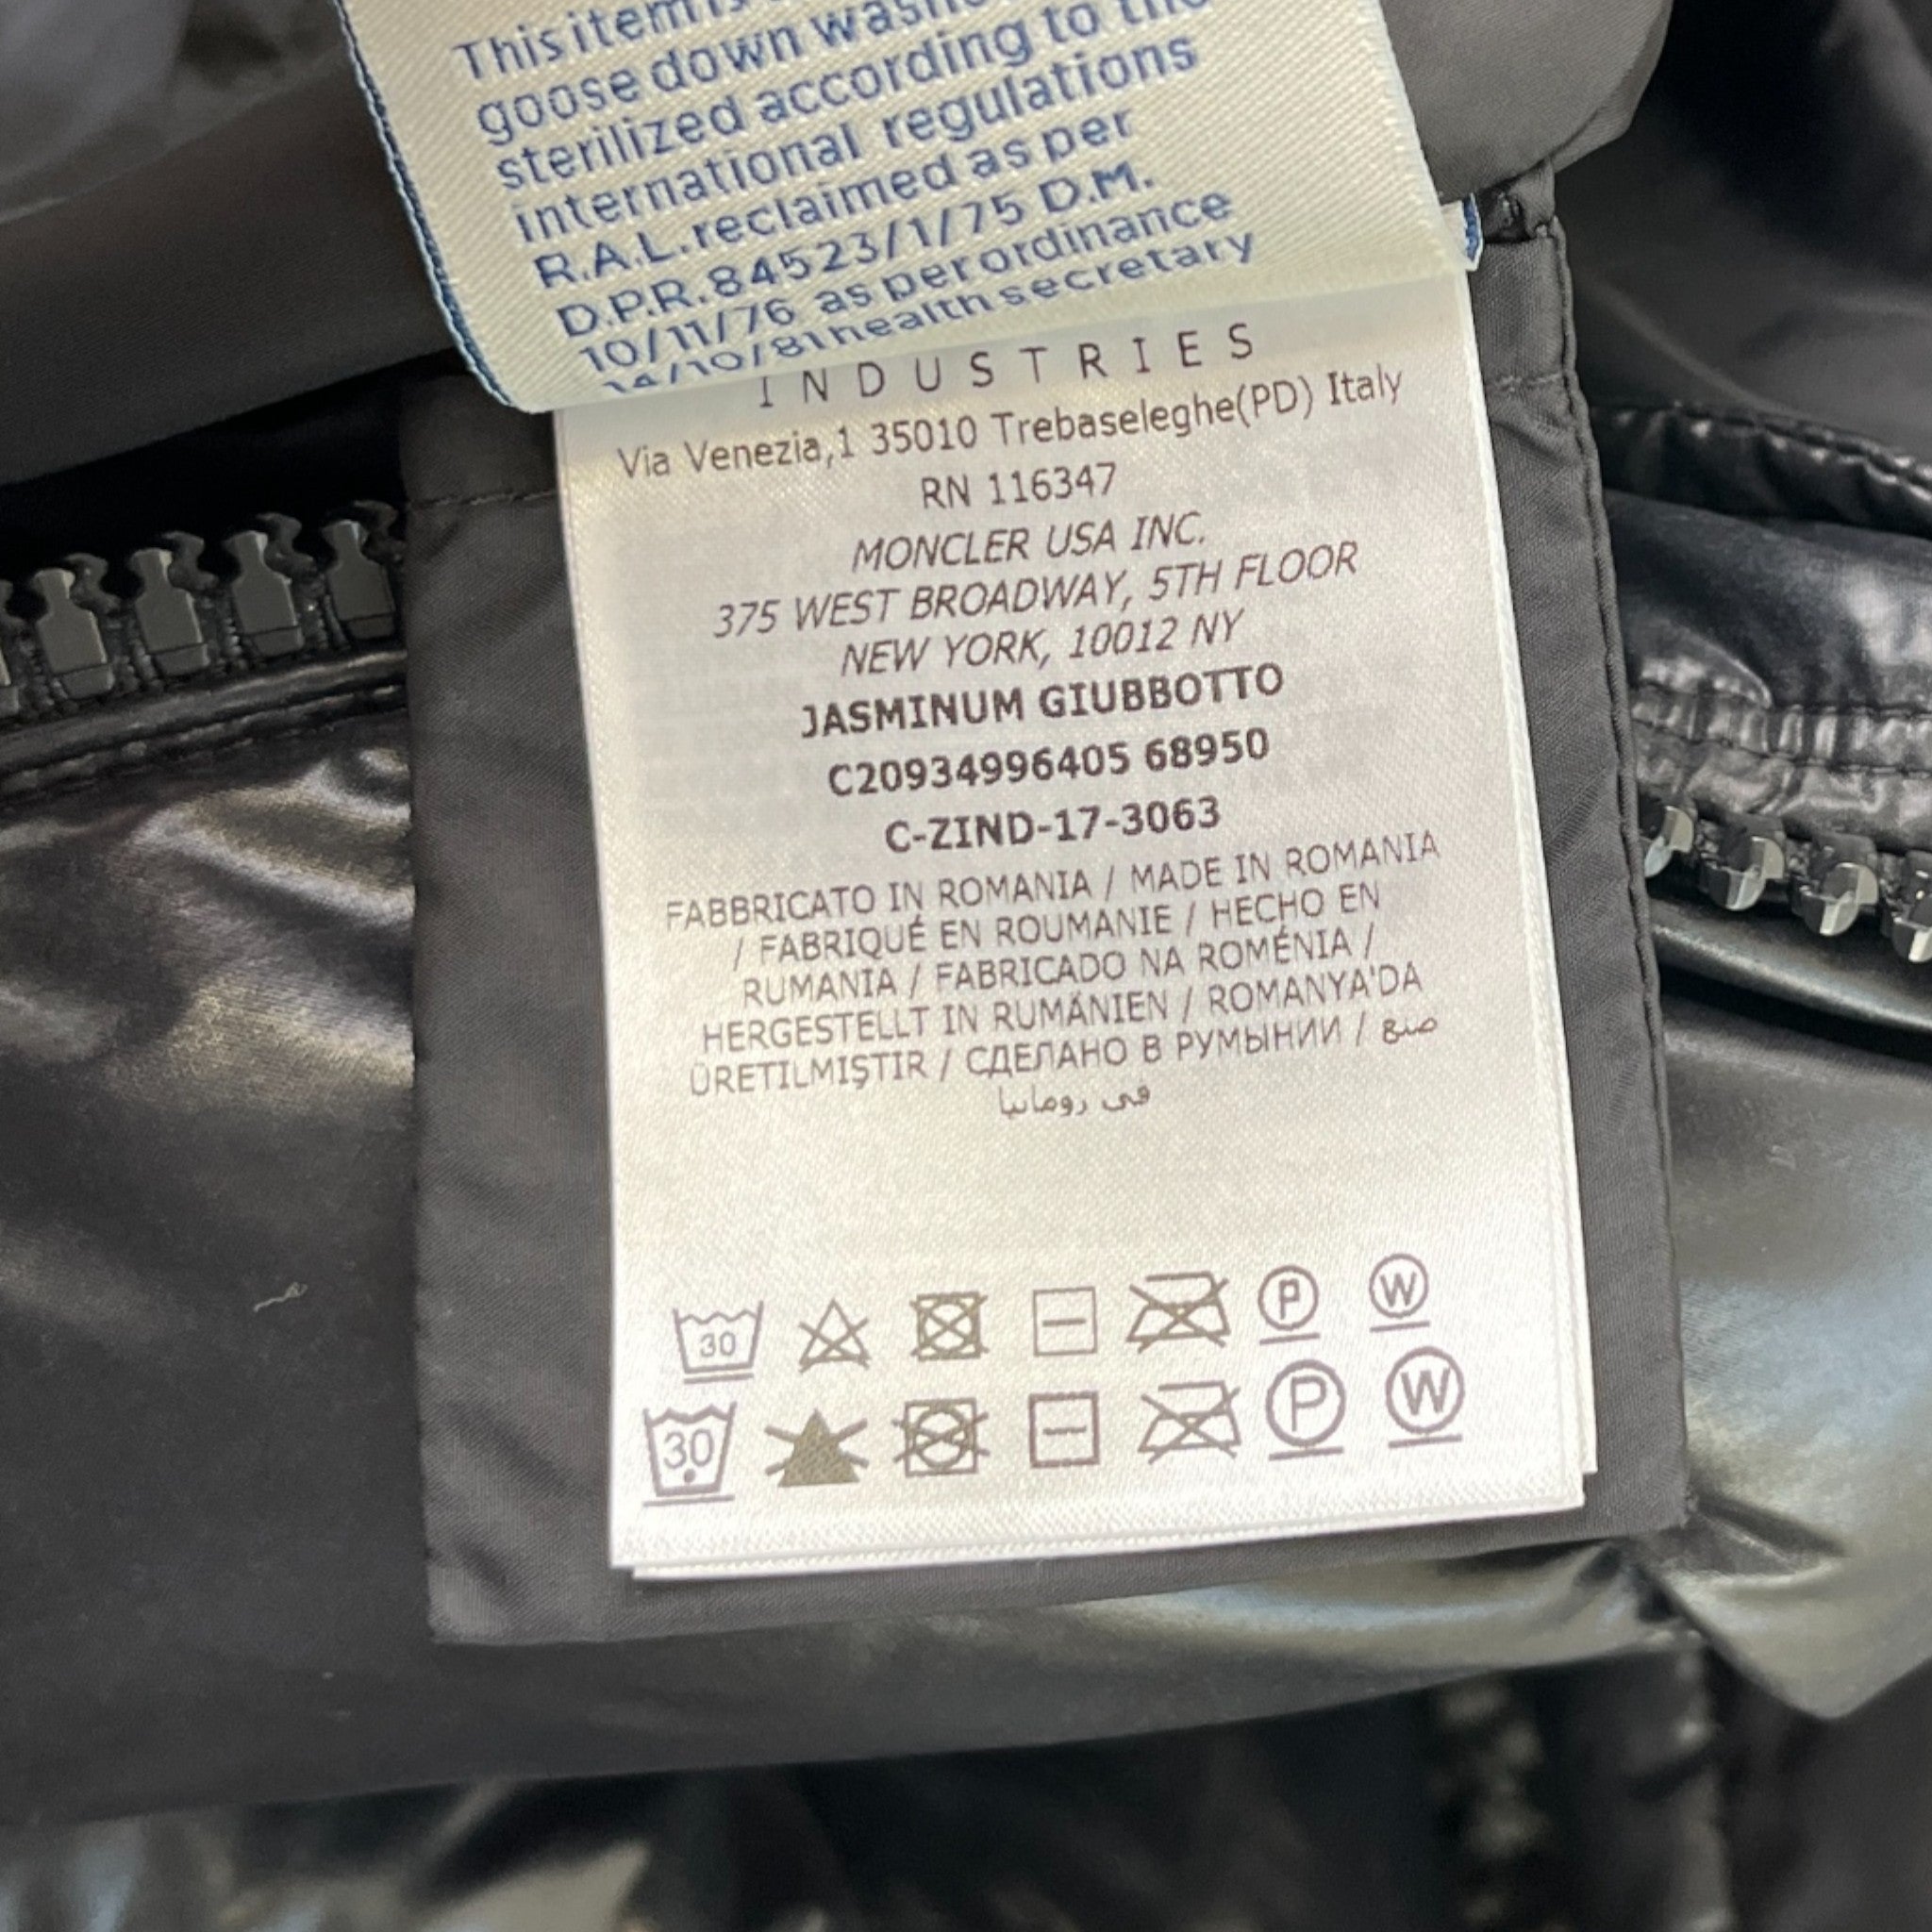 This item is
goose down
sterilized according to the
international regulations
R.A.L.reclaimed as per
D.P.R.84523/1/75 D.M.
10/11/76 as per ordinance
14/10/81 health secretary
INDUSTRIES
Via Venezia,1 35010 Trebaseleghe(PD) Italy
RN 116347
MONCLER USA INC.
375 WEST BROADWAY, 5TH FLOOR
NEW YORK, 10012 NY
JASMINUM GIUBBOTTO
C20934996405 68950
C-ZIND-17-3063
FABBRICATO IN ROMANIA / MADE IN ROMANIA
/ FABRIQUÉ EN ROUMANIE / HECHO EN
RUMANIA / FABRICADO NA ROMÉNIA /
HERGESTELLT IN RUMÄNIEN / ROMANYA'DA
ÜRETILMIŞTIR / СДЕЛАНО В РУМЫНИИ / صنع
في رومانيا
30 P W
30 P W